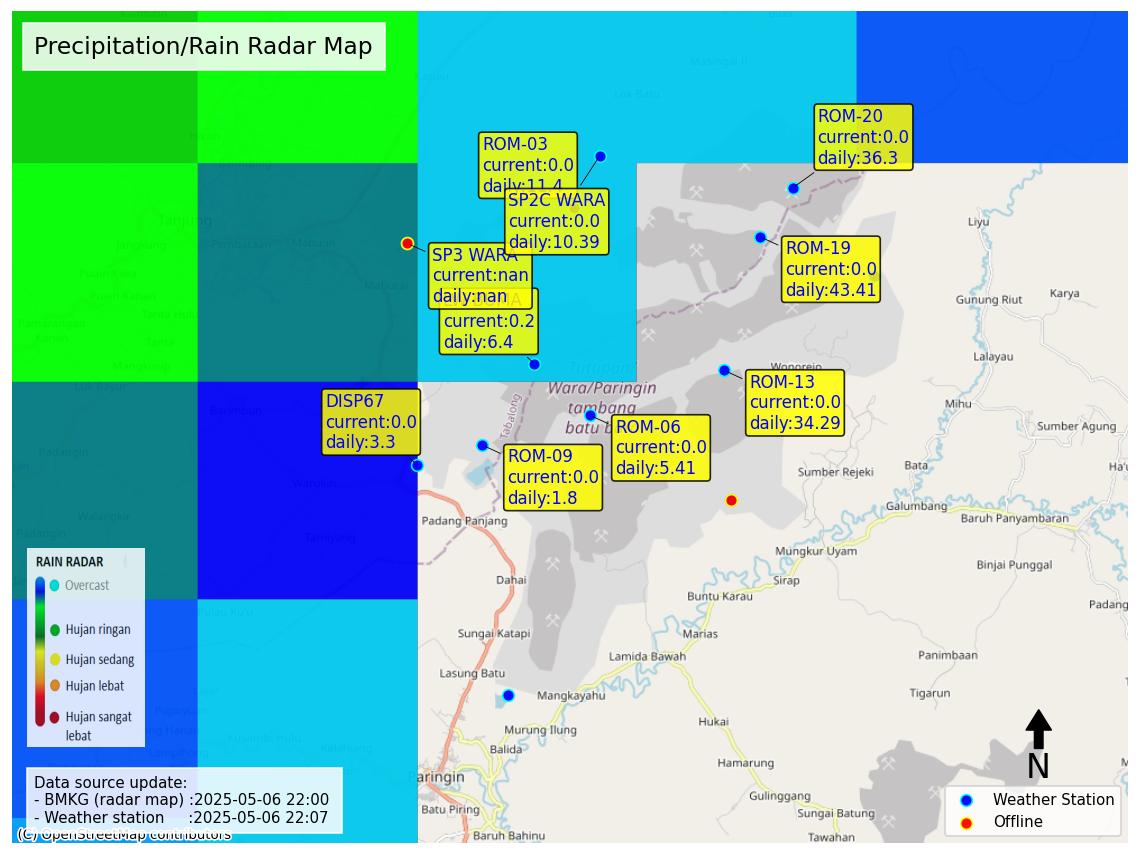 Precipitation/Rain Radar Map
ROM-20
current:0.0
daily:36.3
ROM-03
current:0.0
daily:11.4
SP2C WARA
current:0.0
daily:10.39
SP3 WARA
current:nan
daily:nan
current:0.2
daily:6.4
ROM-19
current:0.0
daily:43.41
ROM-13
current:0.0
daily:34.29
DISP67
current:0.0
daily:3.3
ROM-06
current:0.0
daily:5.41
ROM-09
current:0.0
daily:1.8
Tanjung
Mabuun
Maburai
Liyu
Gunung Riut
Karya
Lalayau
Mihu
Sumber Agung
Wonorejo
Tutupan
Wara/Paringin
tambang
batu
Tabalong
Sumber Rejeki
Bata
Galumbang
Baruh Panyambaran
Padang Panjang
Mungkur Uyam
Binjai Punggal
Dahai
Sirap
Buntu Karau
Padang
Sungai Katapi
Marias
Lamida Bawah
Panimbaan
Lasung Batu
Mangkayahu
Tigarun
Hukai
Murung Ilung
Balida
Hamarung
Paringin
Gulinggang
Batu Piring
Sungai Batung
Baruh Bahinu
Tawahan
RAIN RADAR
Overcast
Hujan ringan
Hujan sedang
Hujan lebat
Hujan sangat
lebat
Data source update:
- BMKG (radar map) :2025-05-06 22:00
- Weather station :2025-05-06 22:07
(C) OpenStreetMap contributors
N
Weather Station
Offline